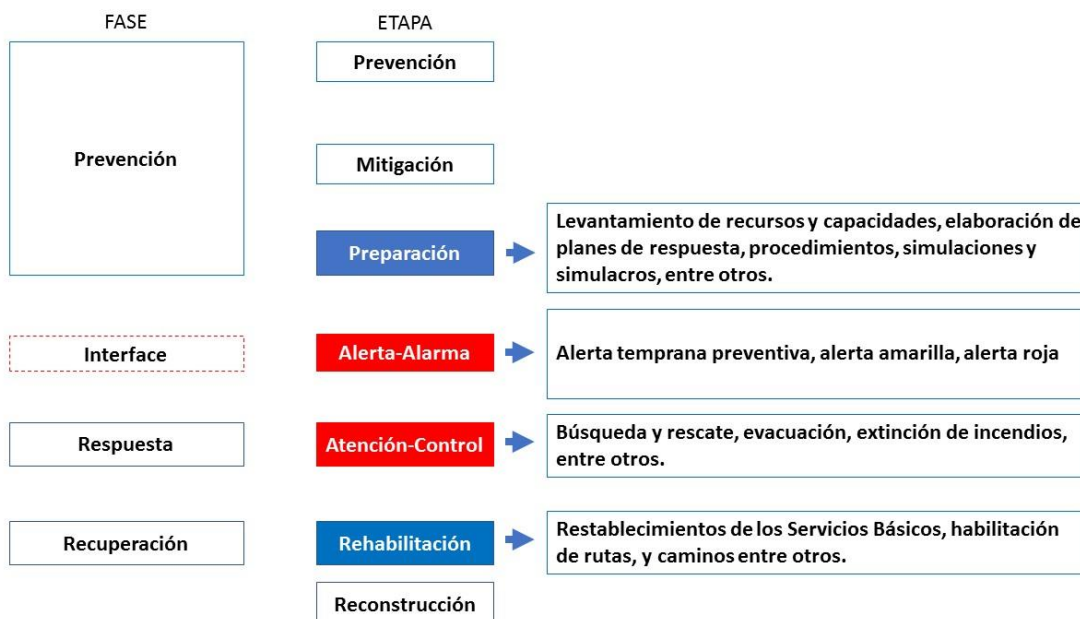 FASE
ETAPA
Prevención
Prevención
Mitigación
Preparación
Levantamiento de recursos y capacidades, elaboración de
planes de respuesta, procedimientos, simulaciones y
simulacros, entre otros.
Interface
Alerta-Alarma
Alerta temprana preventiva, alerta amarilla, alerta roja
Respuesta
Atención-Control
Búsqueda y rescate, evacuación, extinción de incendios,
entre otros.
Recuperación
Rehabilitación
Restablecimientos de los Servicios Básicos, habilitación
de rutas, y caminos entre otros.
Reconstrucción